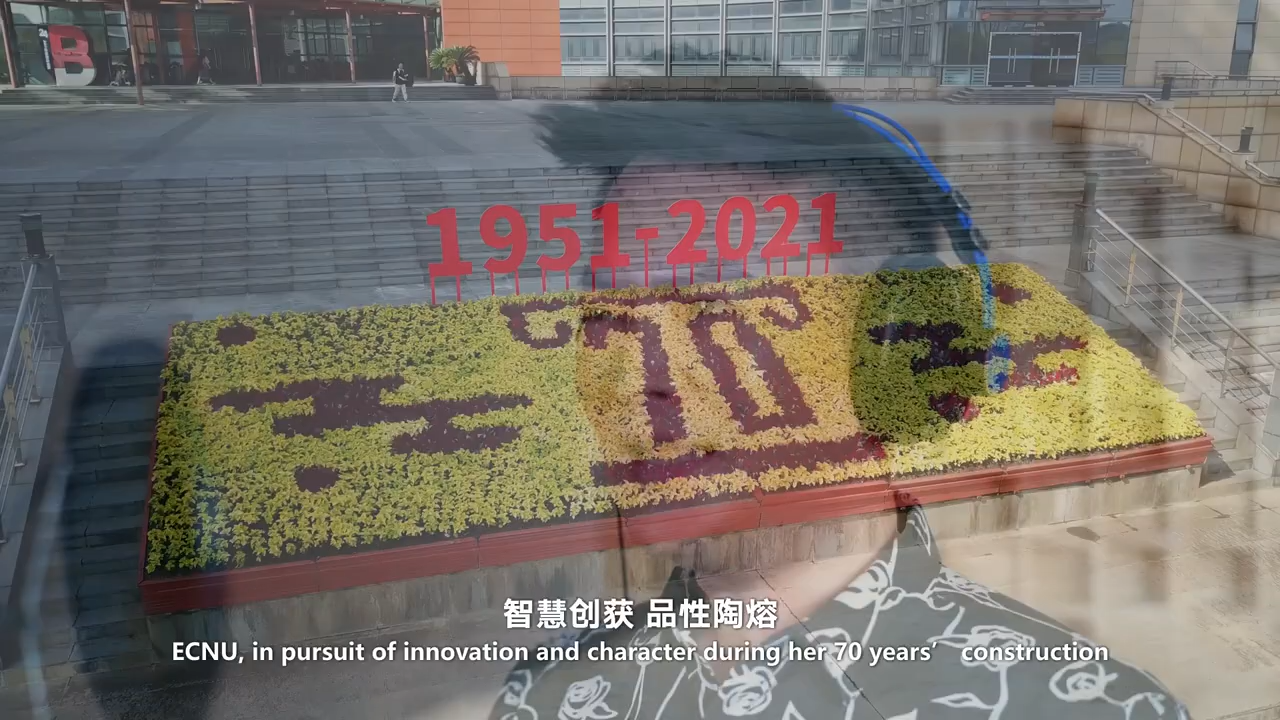 B
1951-2021
智慧创获 品性陶熔
ECNU, in pursuit of innovation and character during her 70 years’ construction